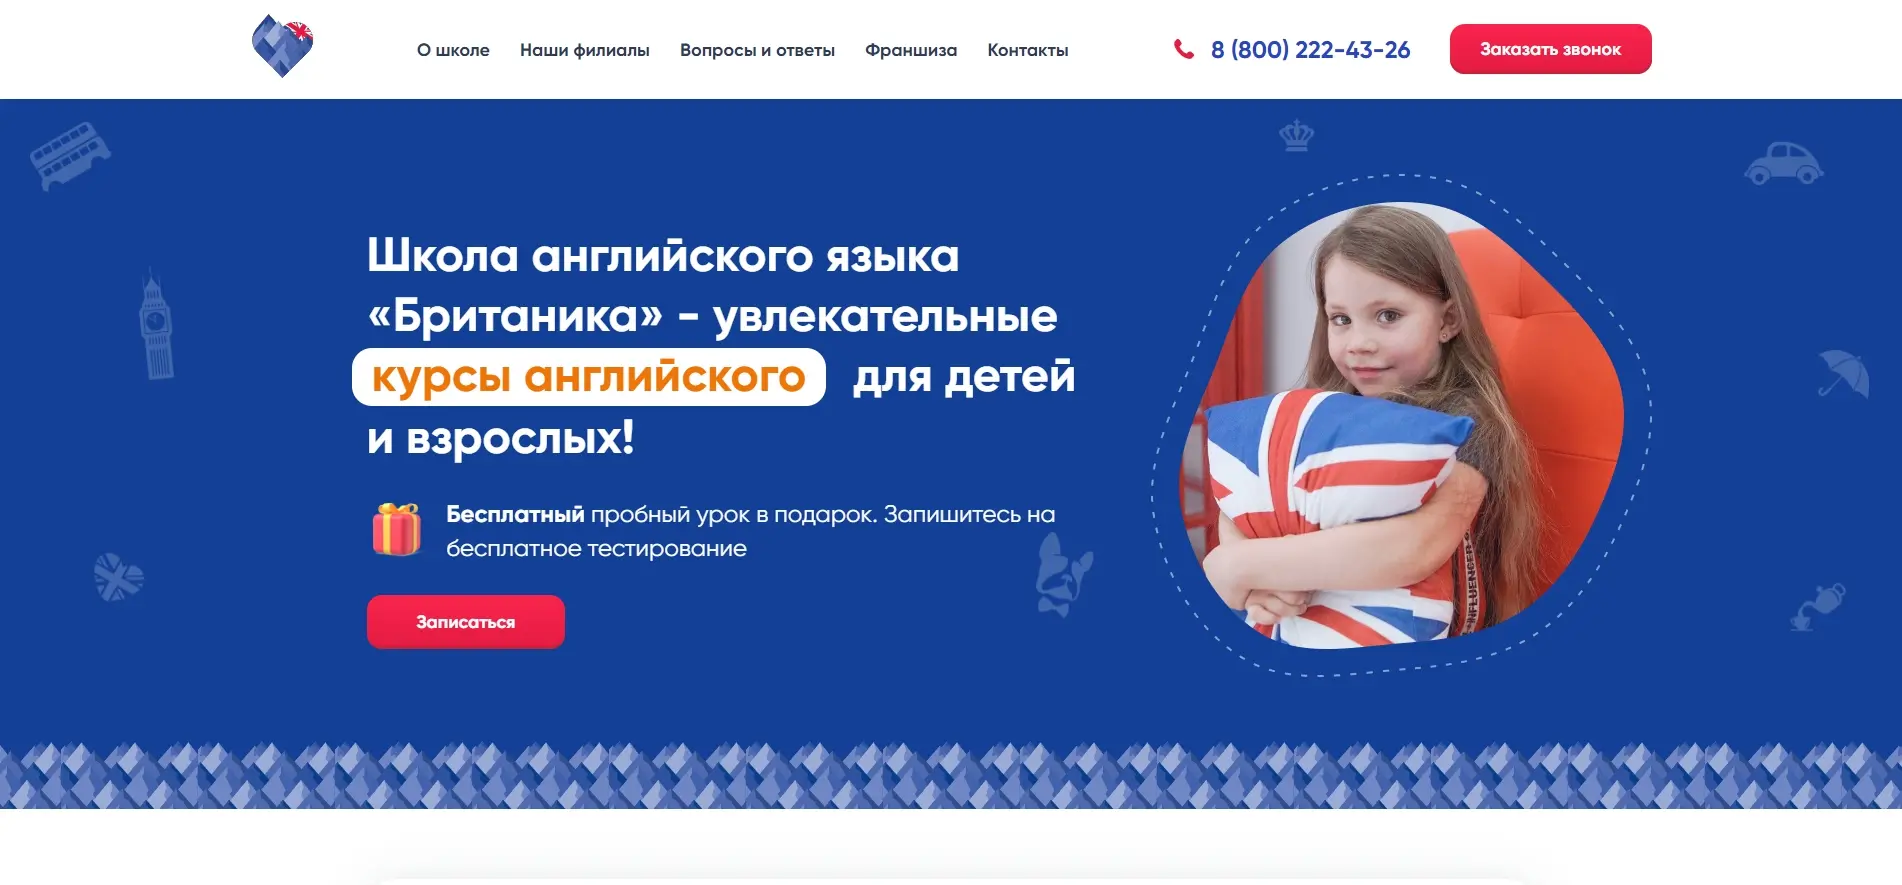 О школе
Наши филиалы
Вопросы и ответы
Франшиза
Контакты
8 (800) 222-43-26
Заказать звонок
Школа английского языка
«Британика» - увлекательные
курсы английского для детей
и взрослых!
Бесплатный пробный урок в подарок. Запишитесь на
бесплатное тестирование
Записаться
INFLUENCER